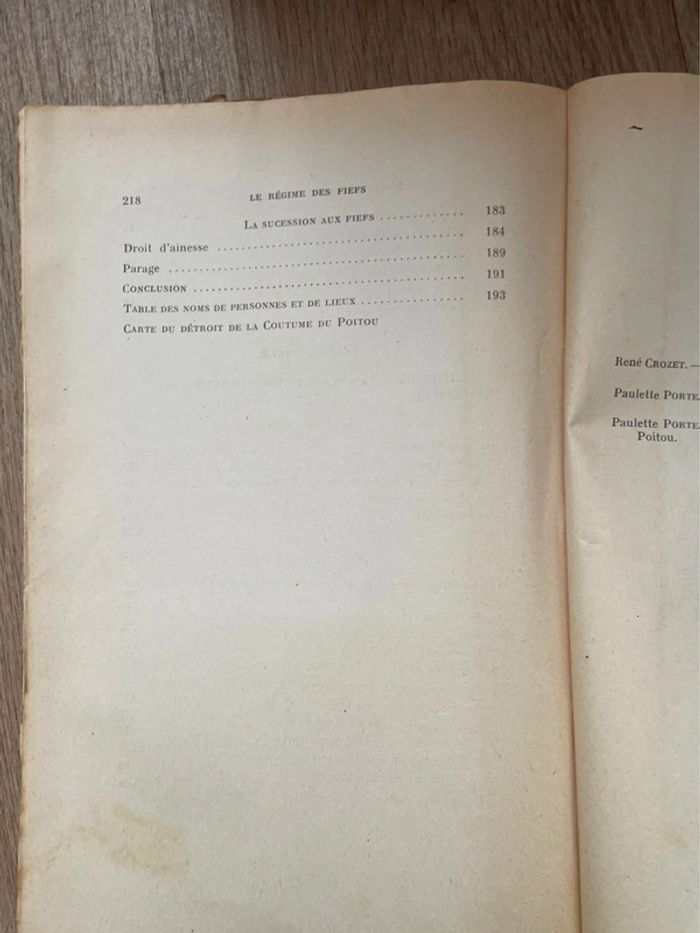 218 LE RÉGIME DES FIEFS
LA SUCESSION AUX FIEFS ............. 183
Droit d'ainesse .................................... 184
Parage ........................................... 189
CONCLUSION ....................................... 191
TABLE DES NOMS DE PERSONNES ET DE LIEUX ............... 193
CARTE DU DÉTROIT DE LA COUTUME DU POITOU
René CROZET. —
Paulette PORTE
Paulette PORTE
Poitou.